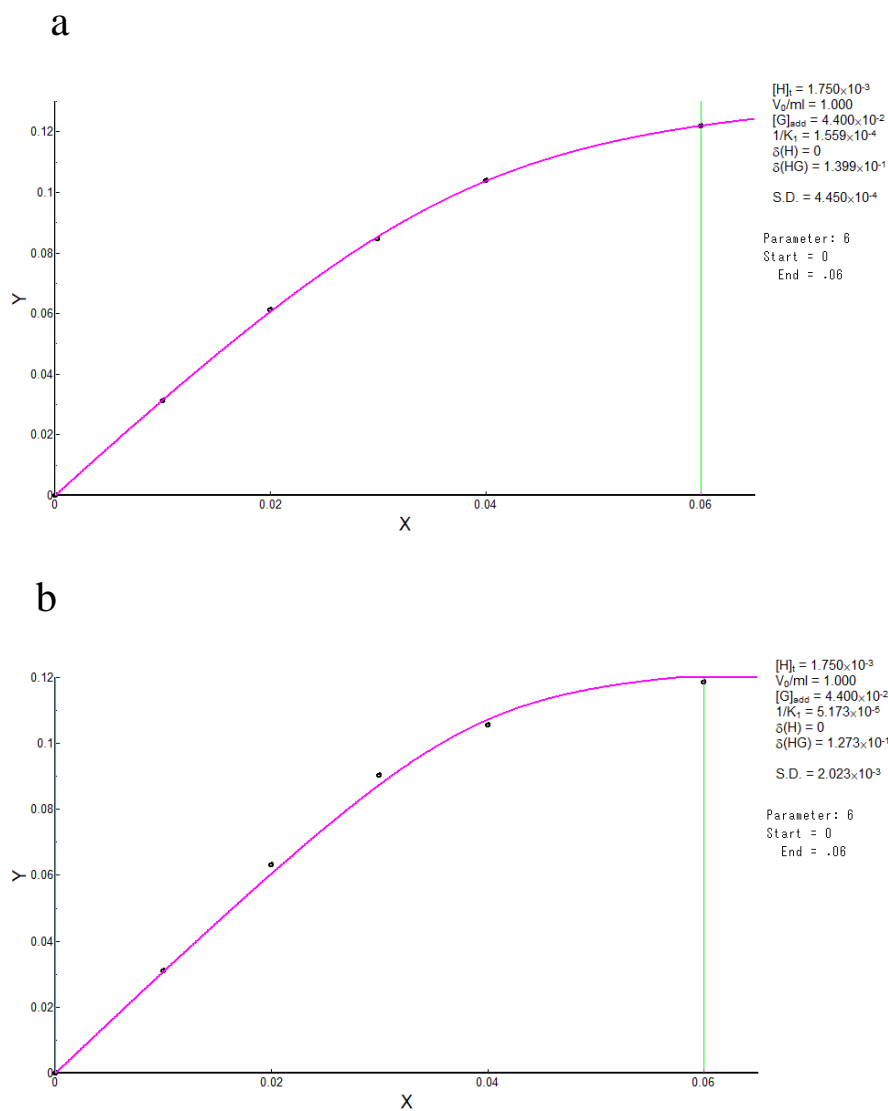 a
[H]t = 1.750×10-3
V0/ml = 1.000
[G]add = 4.400×10-2
1/K1 = 1.559×10-4
δ(H) = 0
δ(HG) = 1.399×10-1
S.D. = 4.450×10-4
Parameter: 6
Start = 0
End = .06
0.12
0.1
0.08
Y
0.06
0.04
0.02
0
0 0.02 0.04 0.06
X
b
[H]t = 1.750×10-3
V0/ml = 1.000
[G]add = 4.400×10-2
1/K1 = 5.173×10-5
δ(H) = 0
δ(HG) = 1.273×10-1
S.D. = 2.023×10-3
Parameter: 6
Start = 0
End = .06
0.12
0.1
0.08
Y
0.06
0.04
0.02
0
0 0.02 0.04 0.06
X